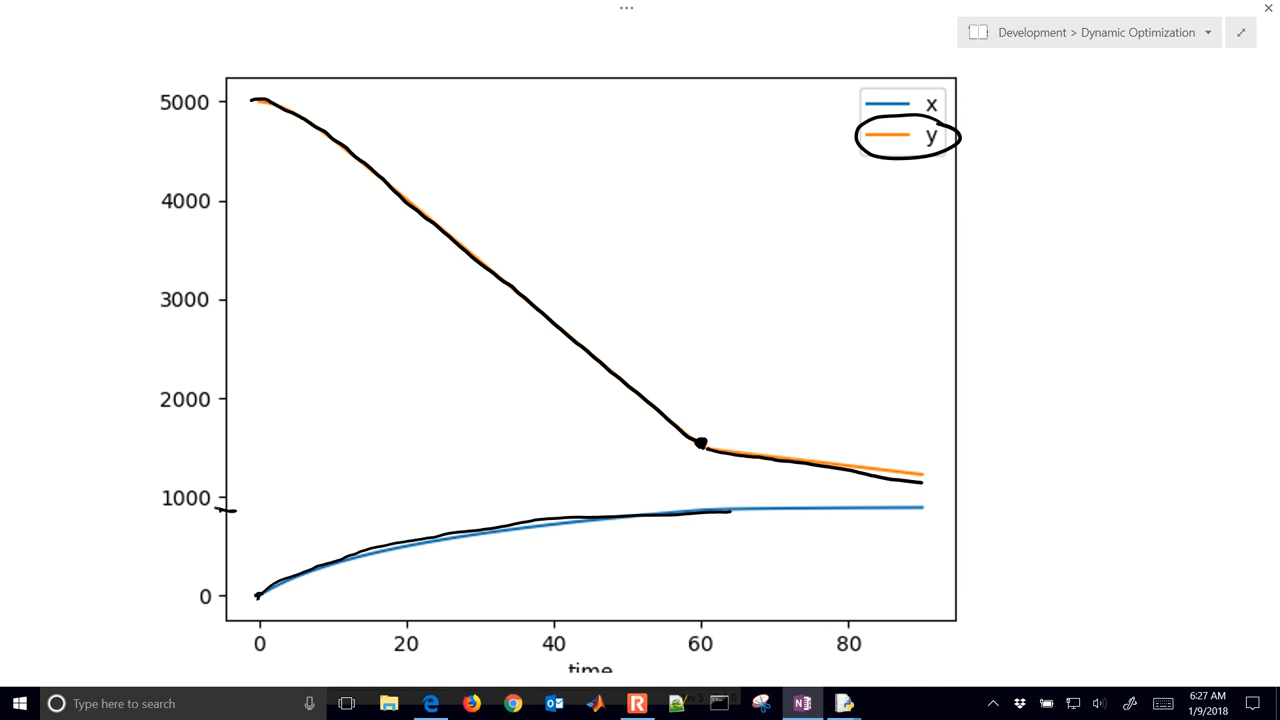 Development > Dynamic Optimization
5000
x
y
4000
3000
2000
1000
0
0 20 40 60 80
time
Type here to search
6:27 AM
1/9/2018